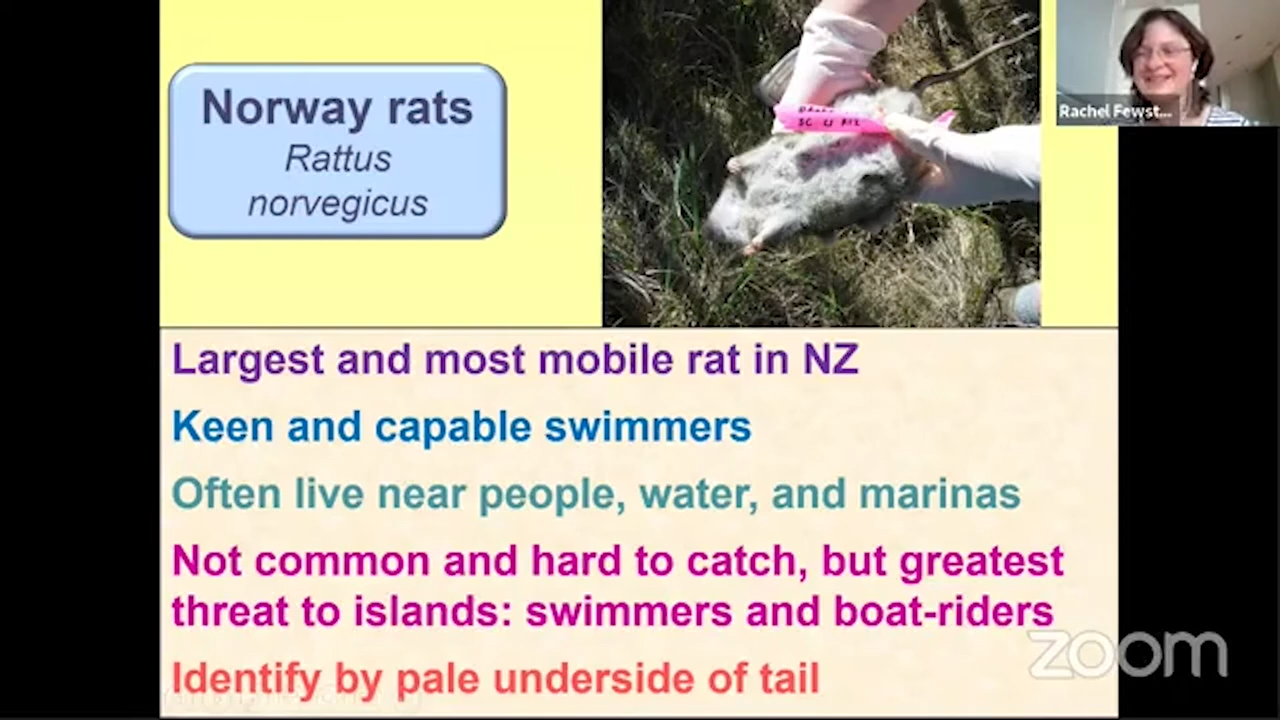 Norway rats
Rattus
norvegicus
Rachel Fewst...
Largest and most mobile rat in NZ
Keen and capable swimmers
Often live near people, water, and marinas
Not common and hard to catch, but greatest
threat to islands: swimmers and boat-riders
Identify by pale underside of tail
zoom